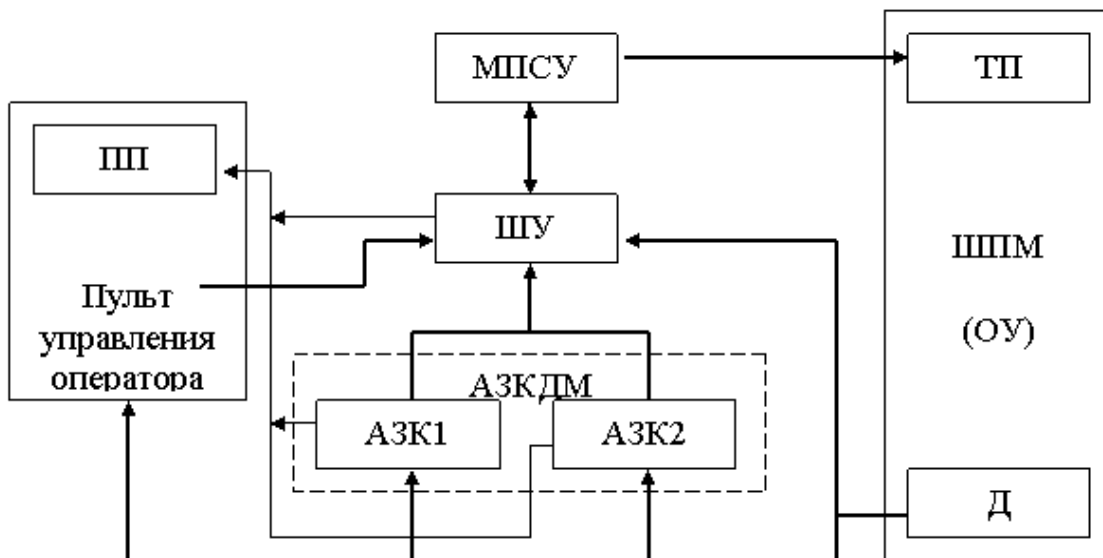 МПСУ
ТП
ПП
ШУ
ШПМ
(ОУ)
Пульт
управления
оператора
АЗКДМ
АЗК1
АЗК2
Д